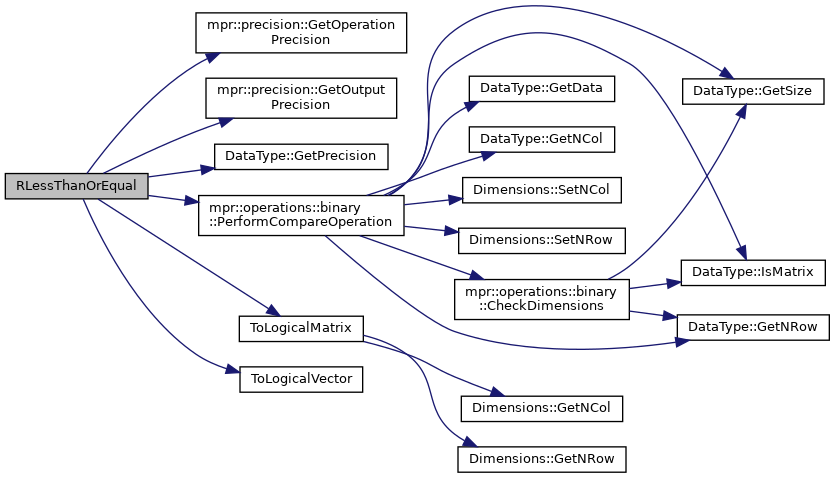 RLessThanOrEqual
mpr::precision::GetOperation
Precision
mpr::precision::GetOutput
Precision
DataType::GetPrecision
mpr::operations::binary
::PerformCompareOperation
ToLogicalMatrix
ToLogicalVector
DataType::GetData
DataType::GetNCol
Dimensions::SetNCol
Dimensions::SetNRow
mpr::operations::binary
::CheckDimensions
Dimensions::GetNCol
Dimensions::GetNRow
DataType::GetSize
DataType::IsMatrix
DataType::GetNRow